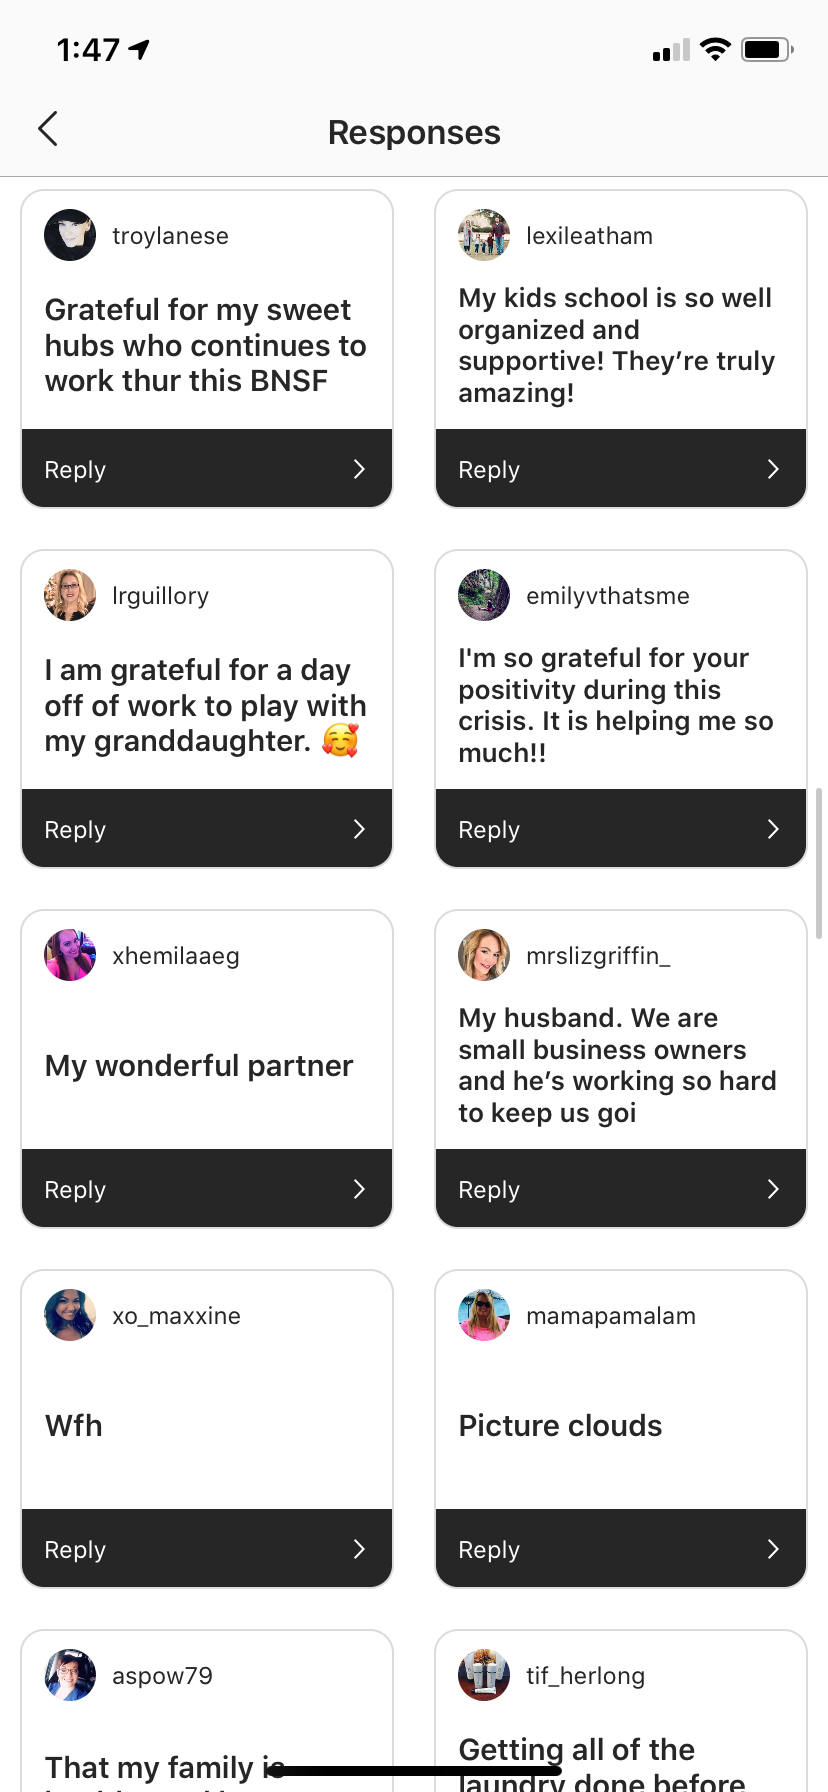 1:47
Responses
troylanese
Grateful for my sweet
hubs who continues to
work thur this BNSF
Reply
lexileatham
My kids school is so well
organized and
supportive! They’re truly
amazing!
Reply
lrguillory
I am grateful for a day
off of work to play with
my granddaughter. 🥰
Reply
emilyvthatsme
I'm so grateful for your
positivity during this
crisis. It is helping me so
much!!
Reply
xhemilaaeg
My wonderful partner
Reply
mrslizgriffin_
My husband. We are
small business owners
and he’s working so hard
to keep us goi
Reply
xo_maxxine
Wfh
Reply
mamapamalam
Picture clouds
Reply
aspow79
That my family is
tif_herlong
Getting all of the
laundry done before